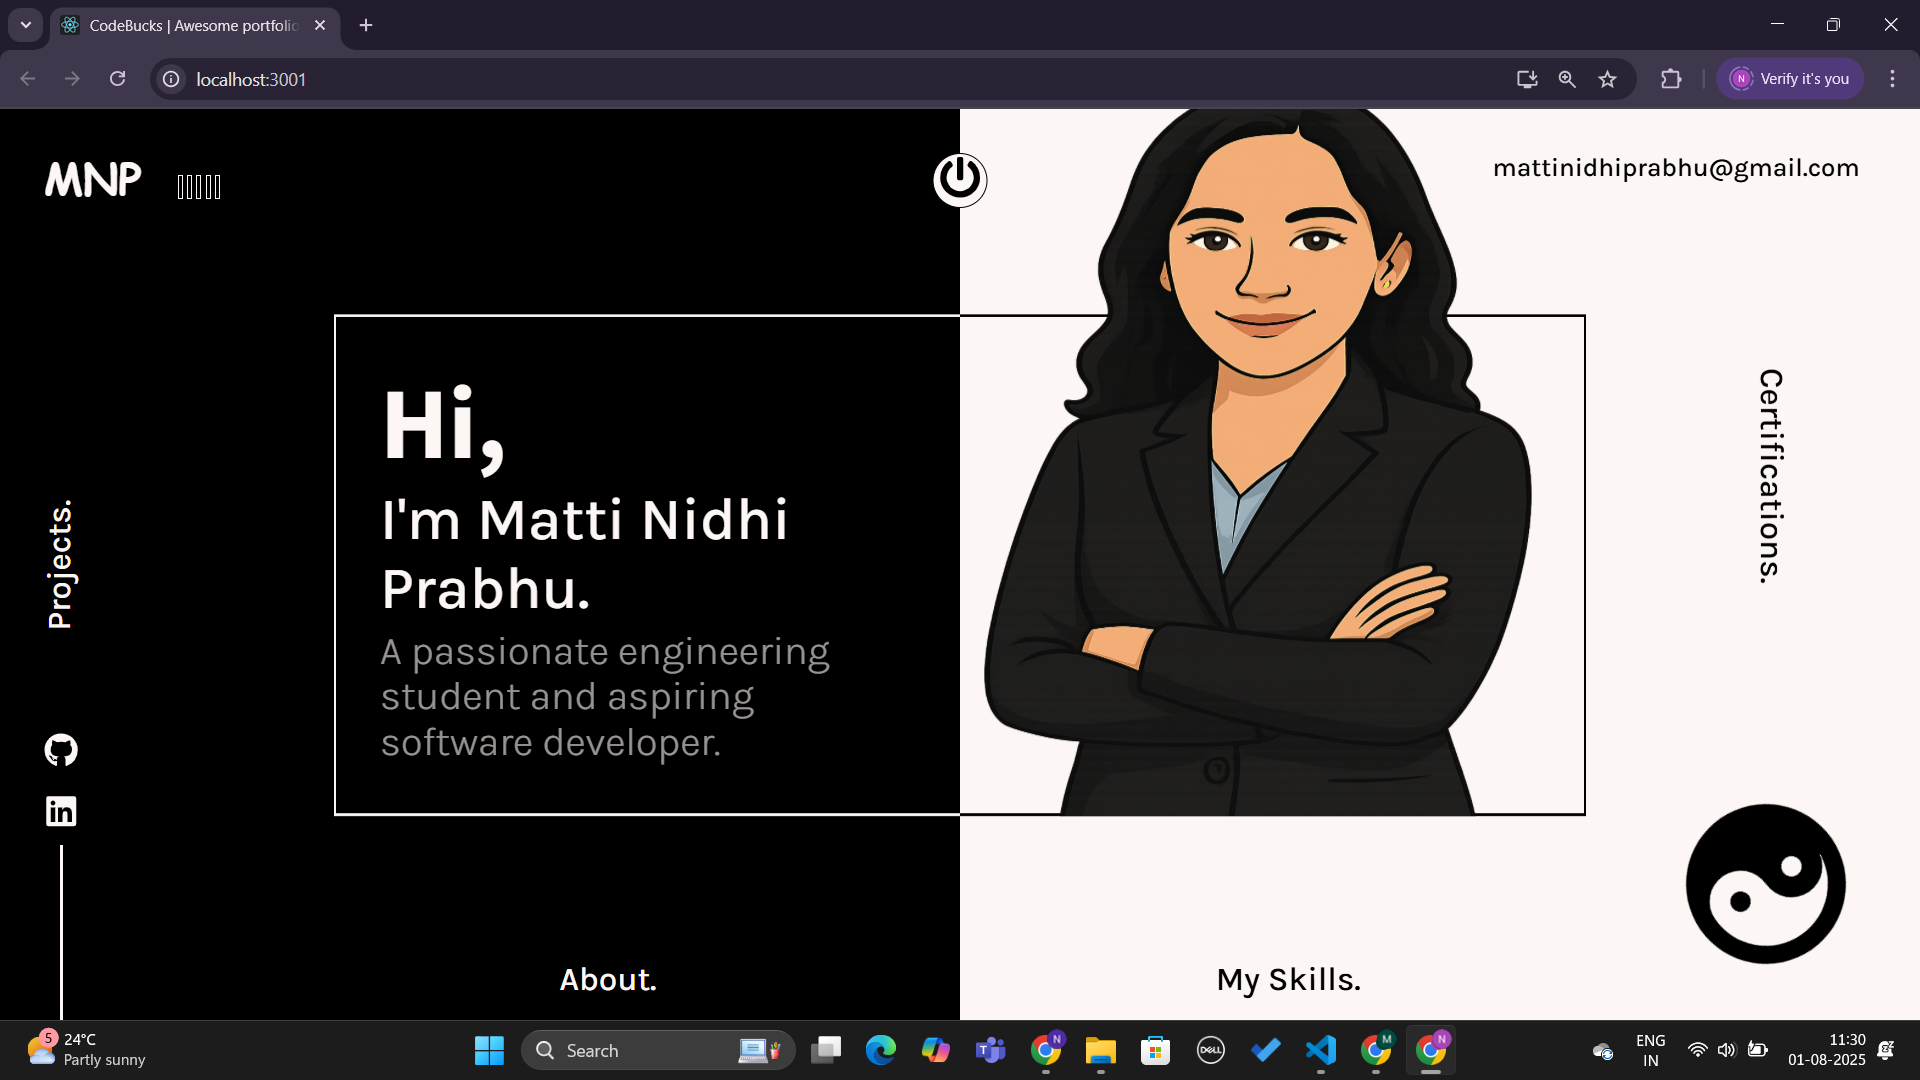 CodeBucks | Awesome portfolio
localhost:3001
N
Verify it's you
MNP
mattinidhiprabhu@gmail.com
Hi,
I'm Matti Nidhi
Prabhu.
A passionate engineering
student and aspiring
software developer.
Projects.
Certifications.
in
About.
My Skills.
5
24°C
Partly sunny
Search
T
N
DELL
M
N
ENG
IN
11:30
01-08-2025